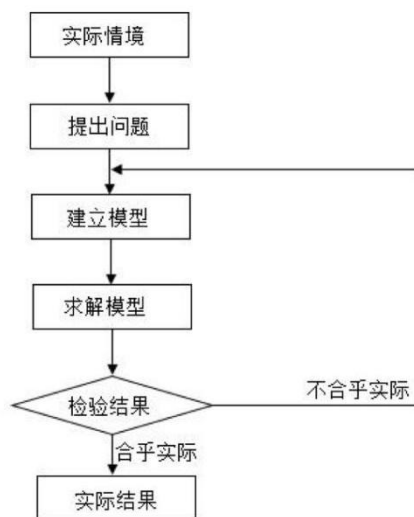 实际情境
提出问题
建立模型
求解模型
检验结果
不合乎实际
合乎实际
实际结果